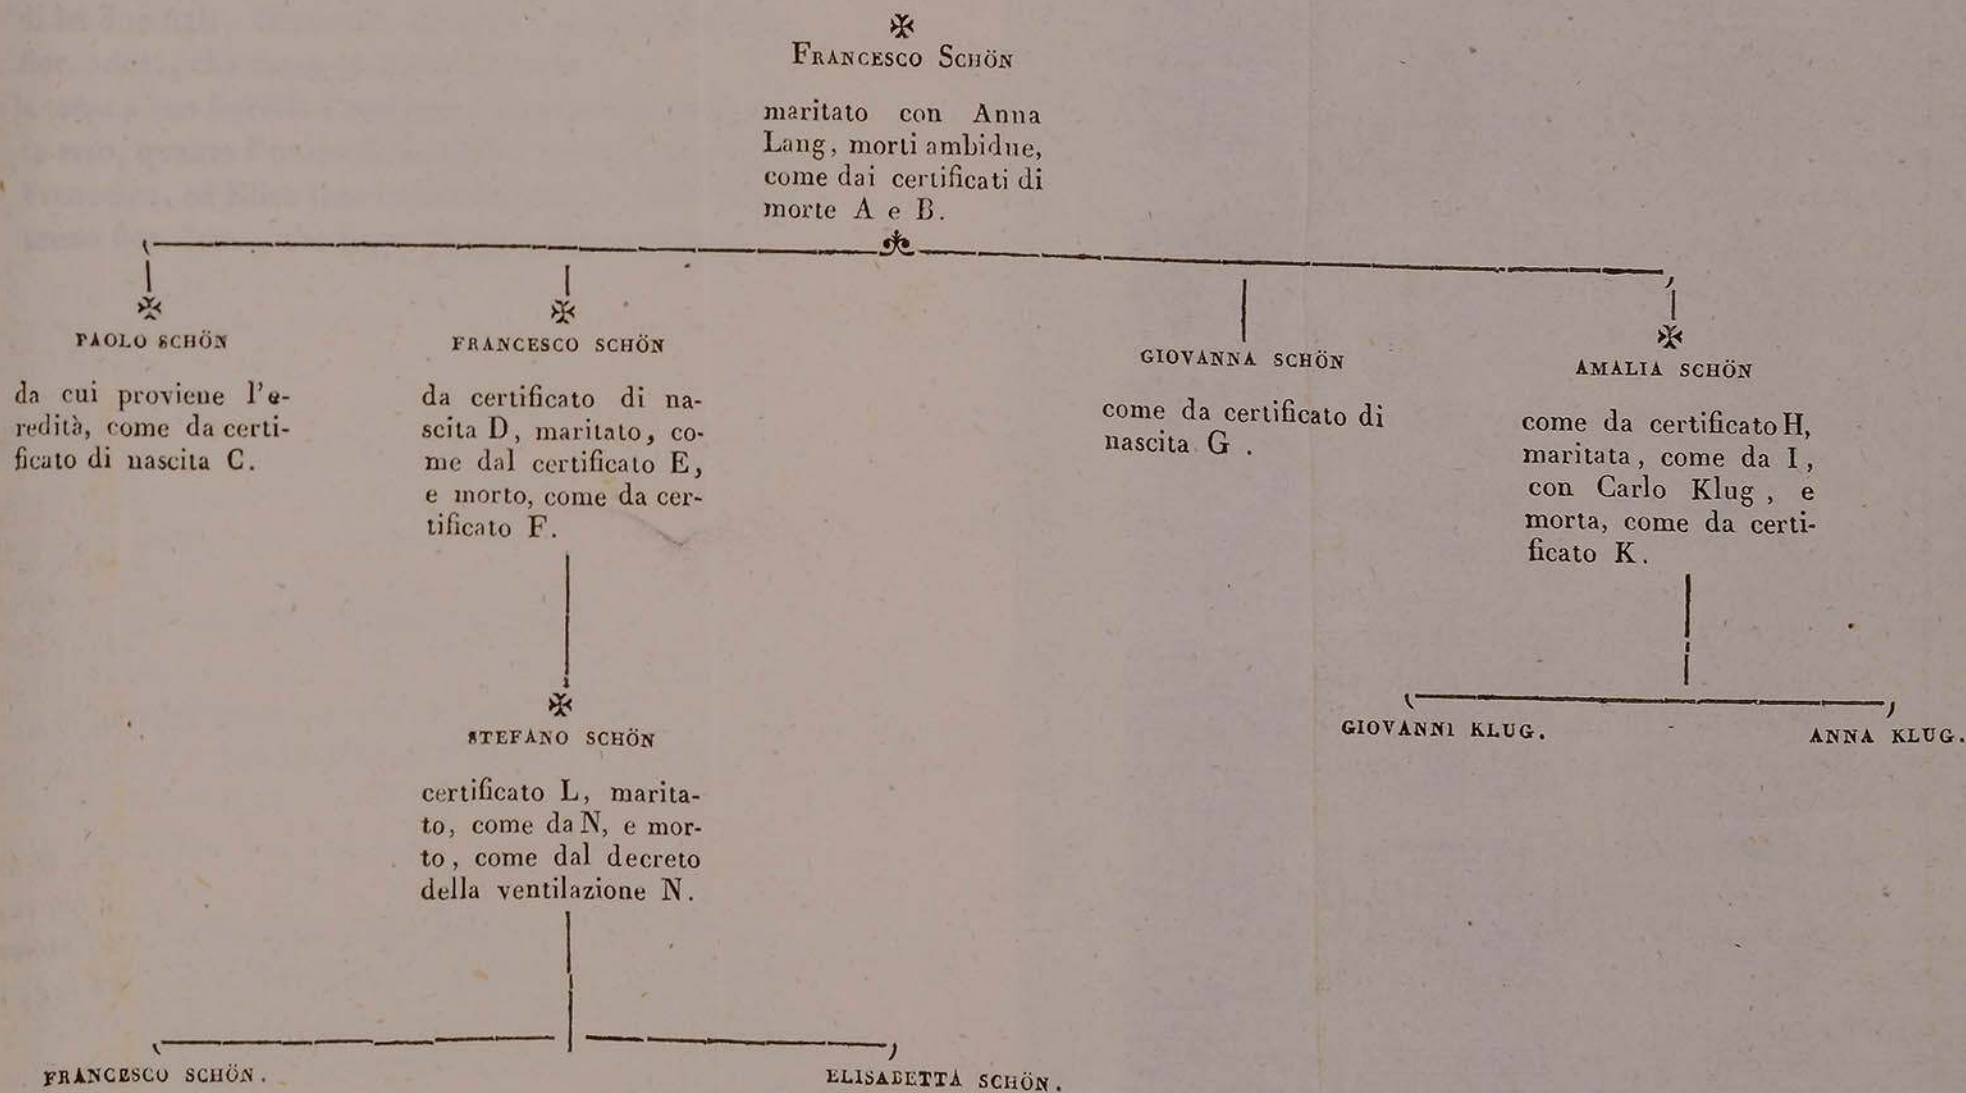 FRANCESCO SCHÖN
maritato con Anna
Lang, morti ambidue,
come dai certificati di
morte A e B.
PAOLO SCHÖN
da cui proviene l'e-
redità, come da certi-
ficato di nascita C.
FRANCESCO SCHÖN
da certificato di na-
scita D, maritato, co-
me dal certificato E,
e morto, come da cer-
tificato F.
GIOVANNA SCHÖN
come da certificato di
nascita G .
AMALIA SCHÖN
come da certificato H,
maritata, come da I,
con Carlo Klug, e
morta, come da certi-
ficato K.
STEFANO SCHÖN
certificato L, marita-
to, come da N, e mor-
to, come dal decreto
della ventilazione N.
GIOVANNI KLUG.
ANNA KLUG.
FRANCESCO SCHÖN.
ELISABETTA SCHÖN.